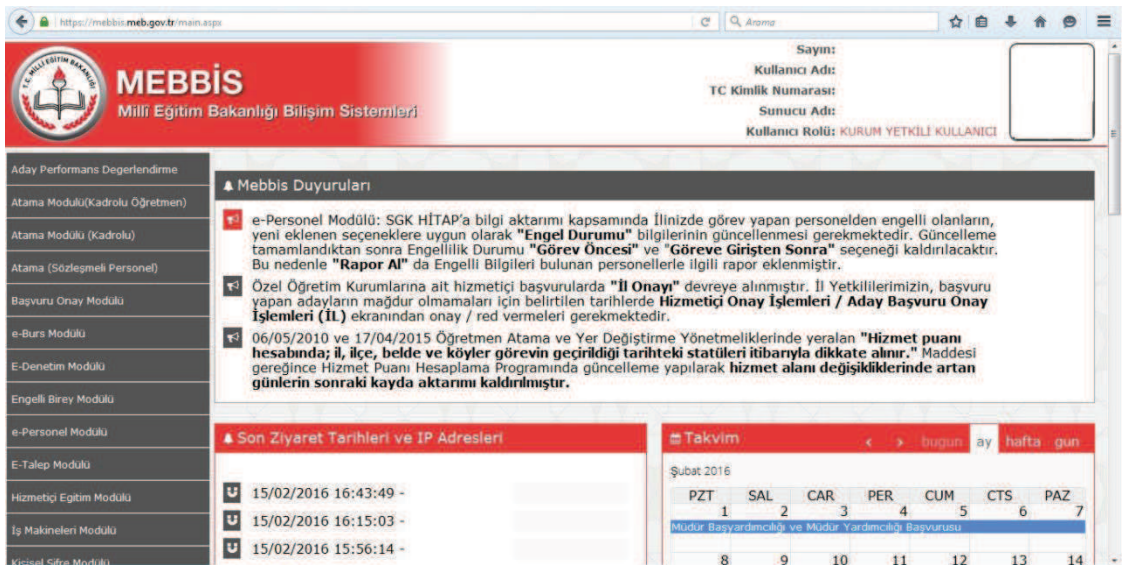 https://mebbis.meb.gov.tr/main.aspx
Arama
T.C. MİLLÎ EĞİTİM BAKANLIĞI
MEBBİS
Millî Eğitim Bakanlığı Bilişim Sistemleri
Sayın:
Kullanıcı Adı:
TC Kimlik Numarası:
Sunucu Adı:
Kullanıcı Rolü: KURUM YETKİLİ KULLANICI
Aday Performans Degerlendirme
Atama Modülü(Kadrolu Öğretmen)
Atama Modülü (Kadrolu)
Atama (Sözleşmeli Personel)
Başvuru Onay Modülü
e-Burs Modülü
E-Denetim Modülü
Engelli Birey Modülü
e-Personel Modülü
E-Talep Modülü
Hizmetiçi Egitim Modülü
İş Makineleri Modülü
Kişisel Şifre Modülü
Mebbis Duyuruları
e-Personel Modülü: SGK HİTAP'a bilgi aktarımı kapsamında İlinizde görev yapan personelden engelli olanların,
yeni eklenen seçeneklere uygun olarak "Engel Durumu" bilgilerinin güncellenmesi gerekmektedir. Güncelleme
tamamlandıktan sonra Engellilik Durumu "Görev Öncesi" ve "Göreve Girişten Sonra" seçeneği kaldırılacaktır.
Bu nedenle "Rapor Al" da Engelli Bilgileri bulunan personellerle ilgili rapor eklenmiştir.
Özel Öğretim Kurumlarına ait hizmetiçi başvurularda "İl Onayı" devreye alınmıştır. İl Yetkililerimizin, başvuru
yapan adayların mağdur olmamaları için belirtilen tarihlerde Hizmetiçi Onay İşlemleri / Aday Başvuru Onay
İşlemleri (İL) ekranından onay / red vermeleri gerekmektedir.
06/05/2010 ve 17/04/2015 Öğretmen Atama ve Yer Değiştirme Yönetmeliklerinde yeralan "Hizmet puanı
hesabında; il, ilçe, belde ve köyler görevin geçirildiği tarihteki statüleri itibarıyla dikkate alınır." Maddesi
gereğince Hizmet Puanı Hesaplama Programında güncelleme yapılarak hizmet alanı değişikliklerinde artan
günlerin sonraki kayda aktarımı kaldırılmıştır.
Son Ziyaret Tarihleri ve IP Adresleri
15/02/2016 16:43:49 -
15/02/2016 16:15:03 -
15/02/2016 15:56:14 -
Takvim
< > bugun ay hafta gun
Şubat 2016
PZT SAL CAR PER CUM CTS PAZ
1 2 3 4 5 6 7
Müdür Başyardımcılığı ve Müdür Yardımcılığı Başvurusu
8 9 10 11 12 13 14